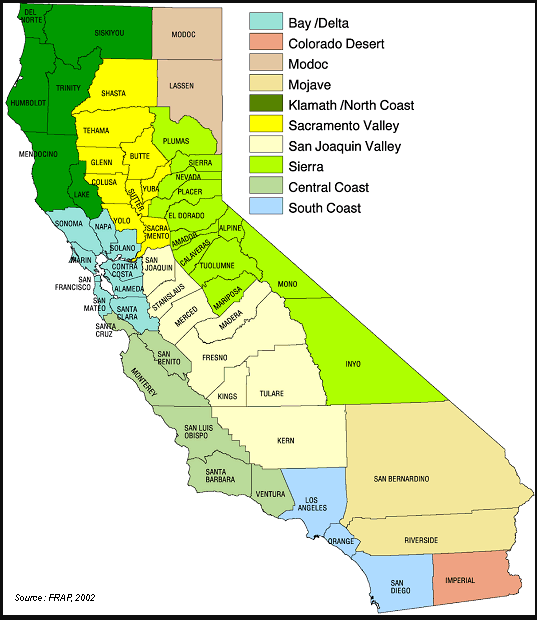 DEL
NORTE
SISKIYOU
MODOC
TRINITY
SHASTA
LASSEN
HUMBOLDT
TEHAMA
PLUMAS
MENDOCINO
GLENN
BUTTE
SIERRA
COLUSA
YUBA
NEVADA
LAKE
SUTTER
PLACER
SONOMA
NAPA
YOLO
EL DORADO
SACRA
MENTO
ALPINE
AMADOR
SOLANO
MARIN
CONTRA
COSTA
SAN
JOAQUIN
CALAVERAS
TUOLUMNE
MONO
SAN
FRANCISCO
ALAMEDA
STANISLAUS
MARIPOSA
SAN
MATEO
SANTA
CLARA
MERCED
MADERA
SANTA
CRUZ
SAN
BENITO
FRESNO
INYO
MONTEREY
KINGS
TULARE
SAN LUIS
OBISPO
KERN
SANTA
BARBARA
VENTURA
LOS
ANGELES
SAN BERNARDINO
ORANGE
RIVERSIDE
SAN
DIEGO
IMPERIAL
Bay /Delta
Colorado Desert
Modoc
Mojave
Klamath /North Coast
Sacramento Valley
San Joaquin Valley
Sierra
Central Coast
South Coast
Source: FRAP, 2002